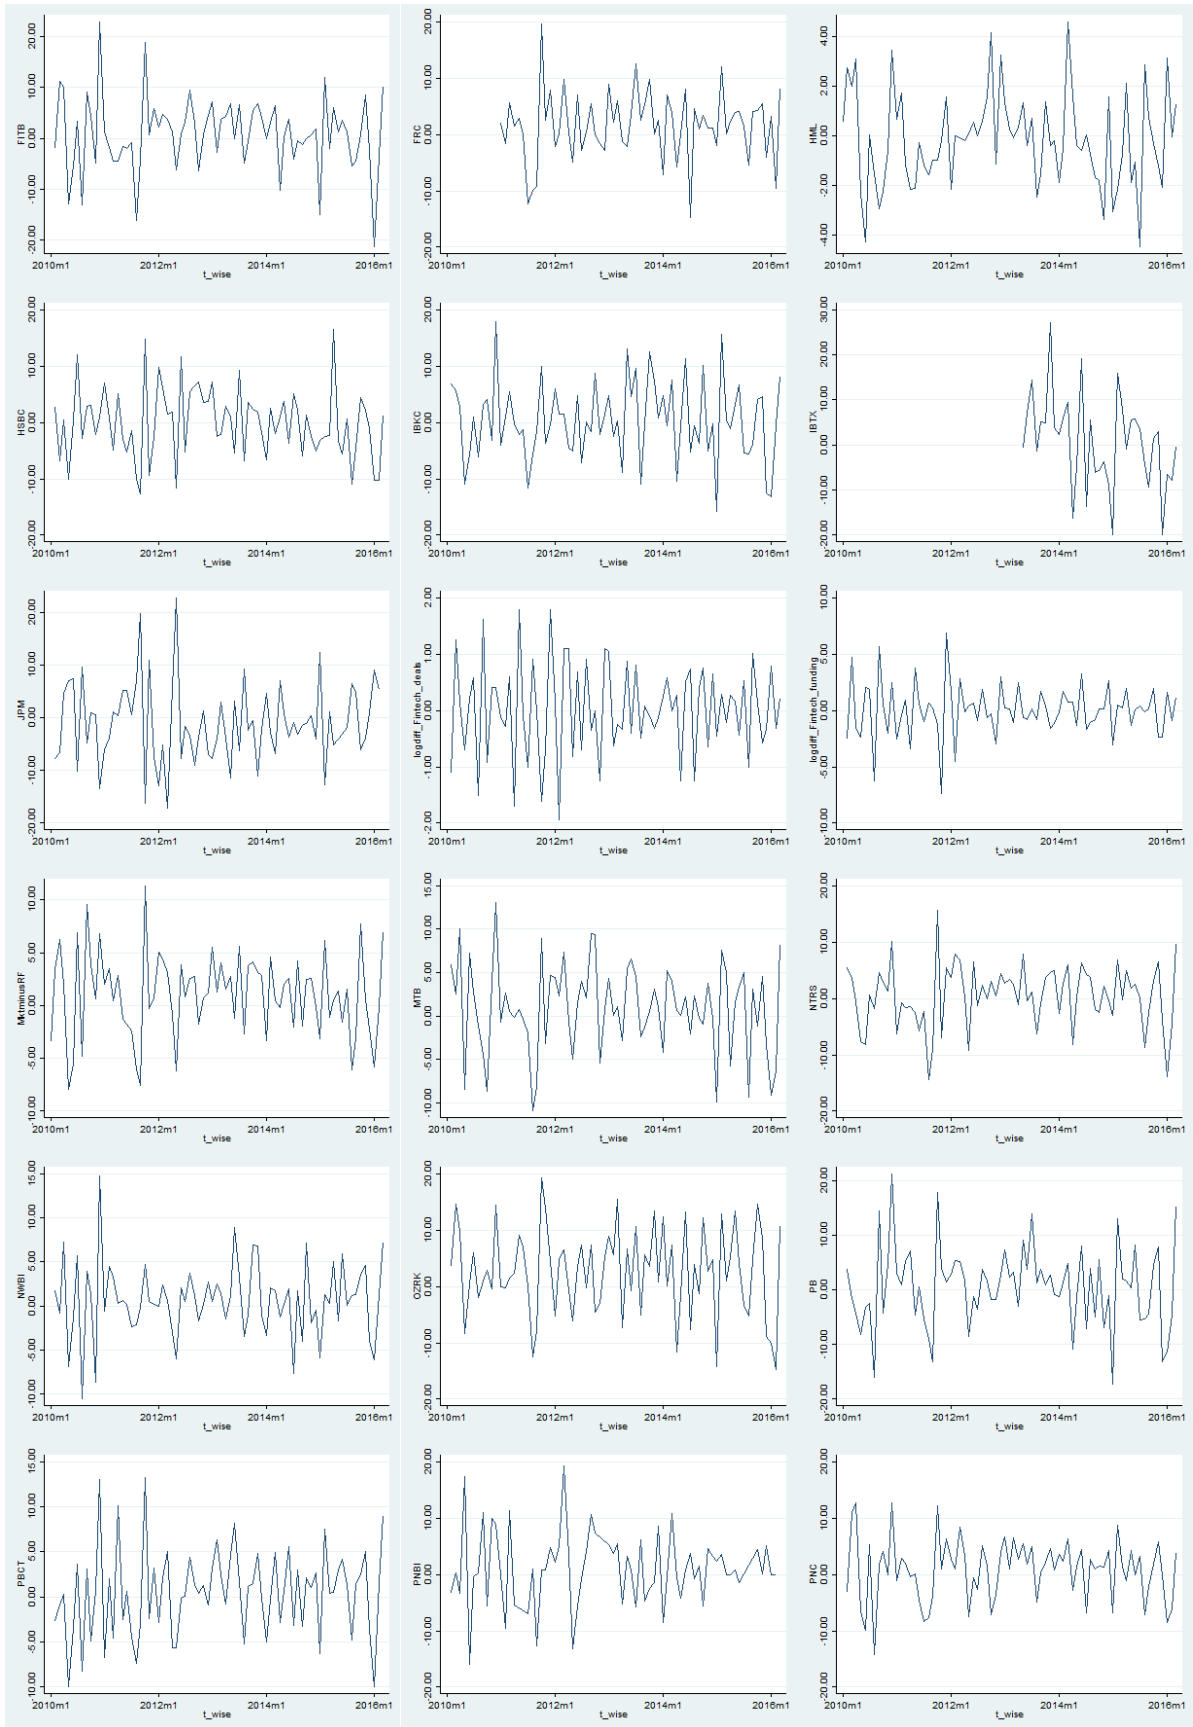 FITB
20.00
10.00
0.00
-10.00
-20.00
2010m1 2012m1 2014m1 2016m1
t_wise
FRC
20.00
10.00
0.00
-10.00
-20.00
2010m1 2012m1 2014m1 2016m1
t_wise
HML
4.00
2.00
0.00
-2.00
-4.00
2010m1 2012m1 2014m1 2016m1
t_wise
HSBC
20.00
10.00
0.00
-10.00
-20.00
2010m1 2012m1 2014m1 2016m1
t_wise
IBKC
20.00
10.00
0.00
-10.00
-20.00
2010m1 2012m1 2014m1 2016m1
t_wise
IBTX
30.00
20.00
10.00
0.00
-10.00
-20.00
2010m1 2012m1 2014m1 2016m1
t_wise
JPM
20.00
10.00
0.00
-10.00
-20.00
2010m1 2012m1 2014m1 2016m1
t_wise
logdiff_Fintech_deals
2.00
1.00
0.00
-1.00
-2.00
2010m1 2012m1 2014m1 2016m1
t_wise
logdiff_Fintech_funding
10.00
5.00
0.00
-5.00
-10.00
2010m1 2012m1 2014m1 2016m1
t_wise
MktminusRF
10.00
5.00
0.00
-5.00
-10.00
2010m1 2012m1 2014m1 2016m1
t_wise
MTB
15.00
10.00
5.00
0.00
-5.00
-10.00
2010m1 2012m1 2014m1 2016m1
t_wise
NTRS
20.00
10.00
0.00
-10.00
-20.00
2010m1 2012m1 2014m1 2016m1
t_wise
NWBI
15.00
10.00
5.00
0.00
-5.00
-10.00
2010m1 2012m1 2014m1 2016m1
t_wise
OZRK
20.00
10.00
0.00
-10.00
-20.00
2010m1 2012m1 2014m1 2016m1
t_wise
PB
20.00
10.00
0.00
-10.00
-20.00
2010m1 2012m1 2014m1 2016m1
t_wise
PBCT
15.00
10.00
5.00
0.00
-5.00
-10.00
2010m1 2012m1 2014m1 2016m1
t_wise
PNBI
20.00
10.00
0.00
-10.00
-20.00
2010m1 2012m1 2014m1 2016m1
t_wise
PNC
20.00
10.00
0.00
-10.00
-20.00
2010m1 2012m1 2014m1 2016m1
t_wise